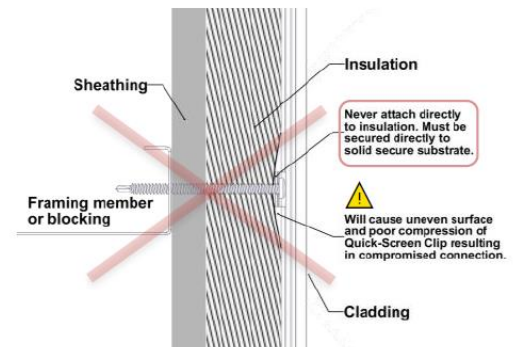 Sheathing
Insulation
Never attach directly
to insulation. Must be
secured directly to
solid secure substrate.
Framing member
or blocking
!
Will cause uneven surface
and poor compression of
Quick-Screen Clip resulting
in compromised connection.
Cladding